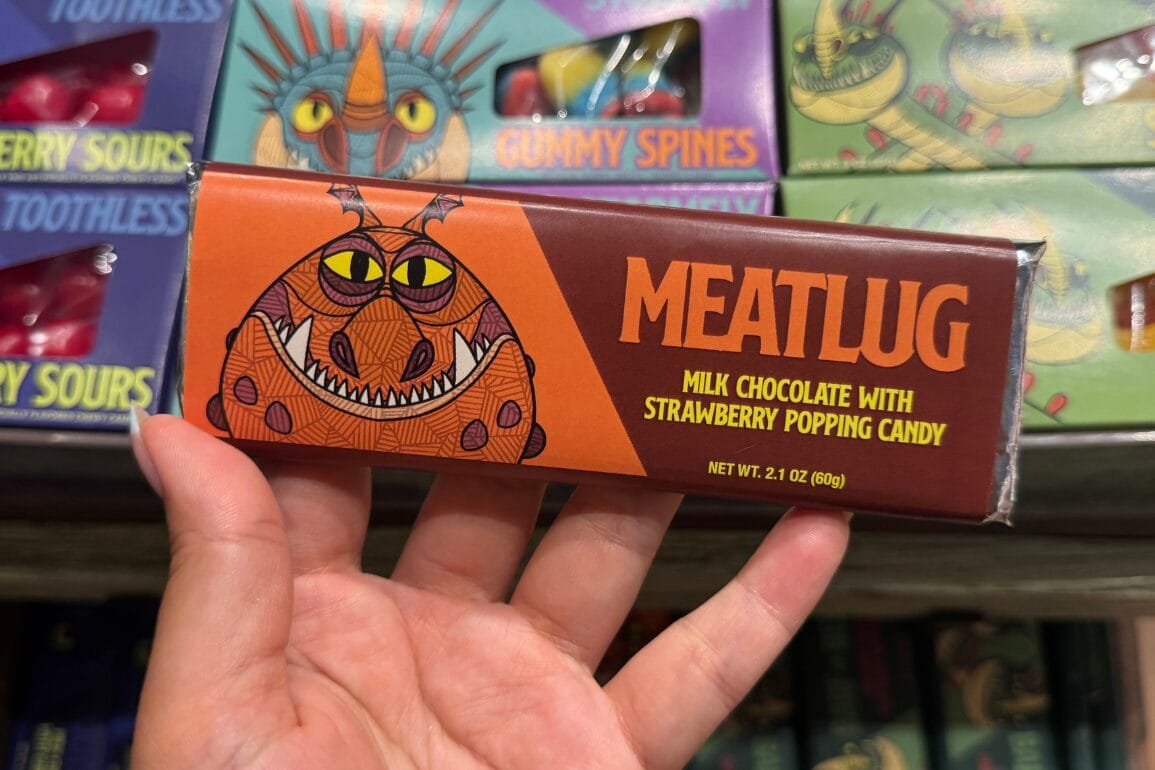 TOOTHLESS
ERRY SOURS
GUMMY SPINES
TOOTHLESS
RY SOURS
MEATLUG
MILK CHOCOLATE WITH
STRAWBERRY POPPING CANDY
NET WT. 2.1 OZ (60g)